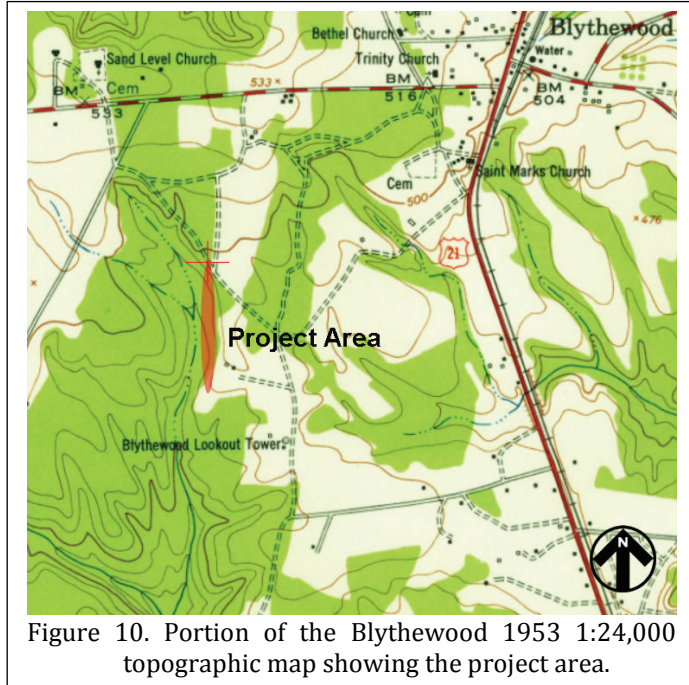 Bethel Church
Blythewood
Sand Level Church
Trinity Church
Water
533
BM
516
BM
504
Cem
BM
533
Saint Marks Church
Cem
500
476
21
Project Area
Blythewood Lookout Tower
N
Figure 10. Portion of the Blythewood 1953 1:24,000
topographic map showing the project area.